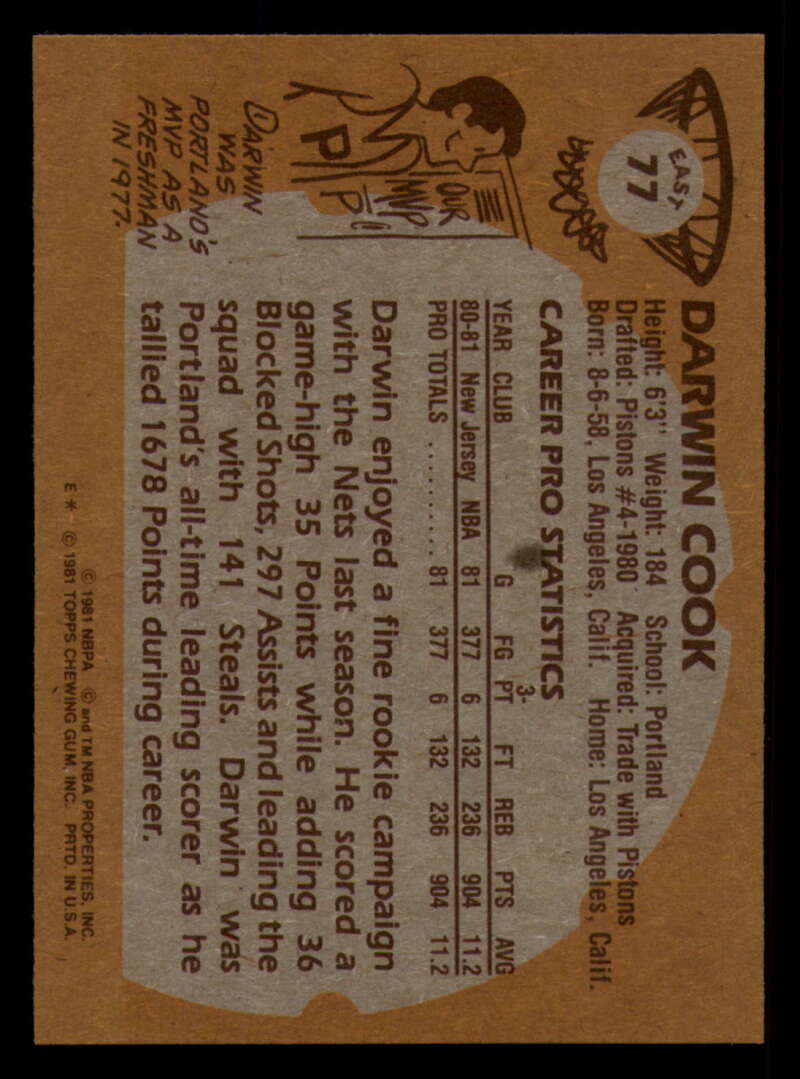 EAST
77
DARWIN COOK
Height: 6'3" Weight: 184 School: Portland
Drafted: Pistons #4-1980 Acquired: Trade with Pistons
Born: 8-6-58, Los Angeles, Calif. Home: Los Angeles, Calif.
CAREER PRO STATISTICS
YEAR CLUB G FG 3-PT FT REB PTS AVG
80-81 New Jersey NBA 81 377 6 132 236 904 11.2
PRO TOTALS .......... 81 377 6 132 236 904 11.2
Darwin enjoyed a fine rookie campaign
with the Nets last season. He scored a
game-high 35 Points while adding 36
Blocked Shots, 297 Assists and leading the
squad with 141 Steals. Darwin was
Portland's all-time leading scorer as he
tallied 1678 Points during career.
OUR
MVP
P
P
DARWIN
WAS
PORTLAND'S
MVP AS A
FRESHMAN
IN 1977.
© 1981 NBPA © and TM NBA PROPERTIES, INC.
E * © 1981 TOPPS CHEWING GUM, INC. PRTD. IN U.S.A.